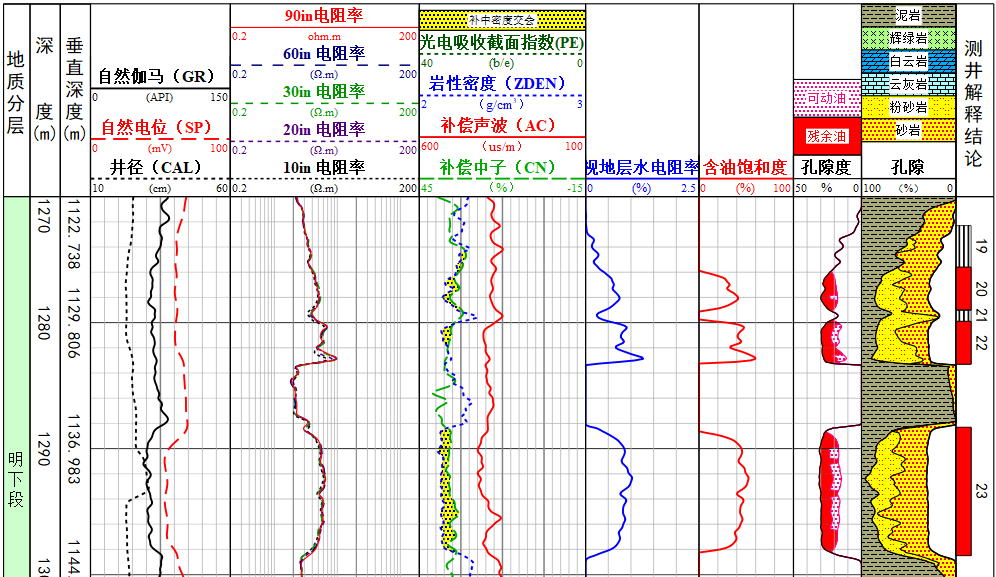 地质分层
深 度(m)
垂直深度(m)
自然伽马（GR）
0 (API) 150
自然电位（SP）
0 (mV) 100
井径（CAL）
10 (cm) 60
90in 电阻率
0.2 ohm.m 200
60in 电阻率
0.2 (Ω.m) 200
30in 电阻率
0.2 (Ω.m) 200
20in 电阻率
0.2 (Ω.m) 200
10in 电阻率
0.2 (Ω.m) 200
补中密度交会
光电吸收截面指数(PE)
40 (b/e) 0
岩性密度（ZDEN）
2 (g/cm³) 3
补偿声波（AC）
600 (us/m) 100
补偿中子（CN）
45 (%) -15
视地层水电阻率
0 (%) 2.5
含油饱和度
0 (%) 100
可动油
残余油
孔隙度
50 % 0
泥岩
辉绿岩
白云岩
云灰岩
粉砂岩
砂岩
孔隙
100 (%) 0
测井解释结论
明下段
1270
1280
1290
130
1122.738
1129.806
1136.983
1144.
19
20
21
22
23